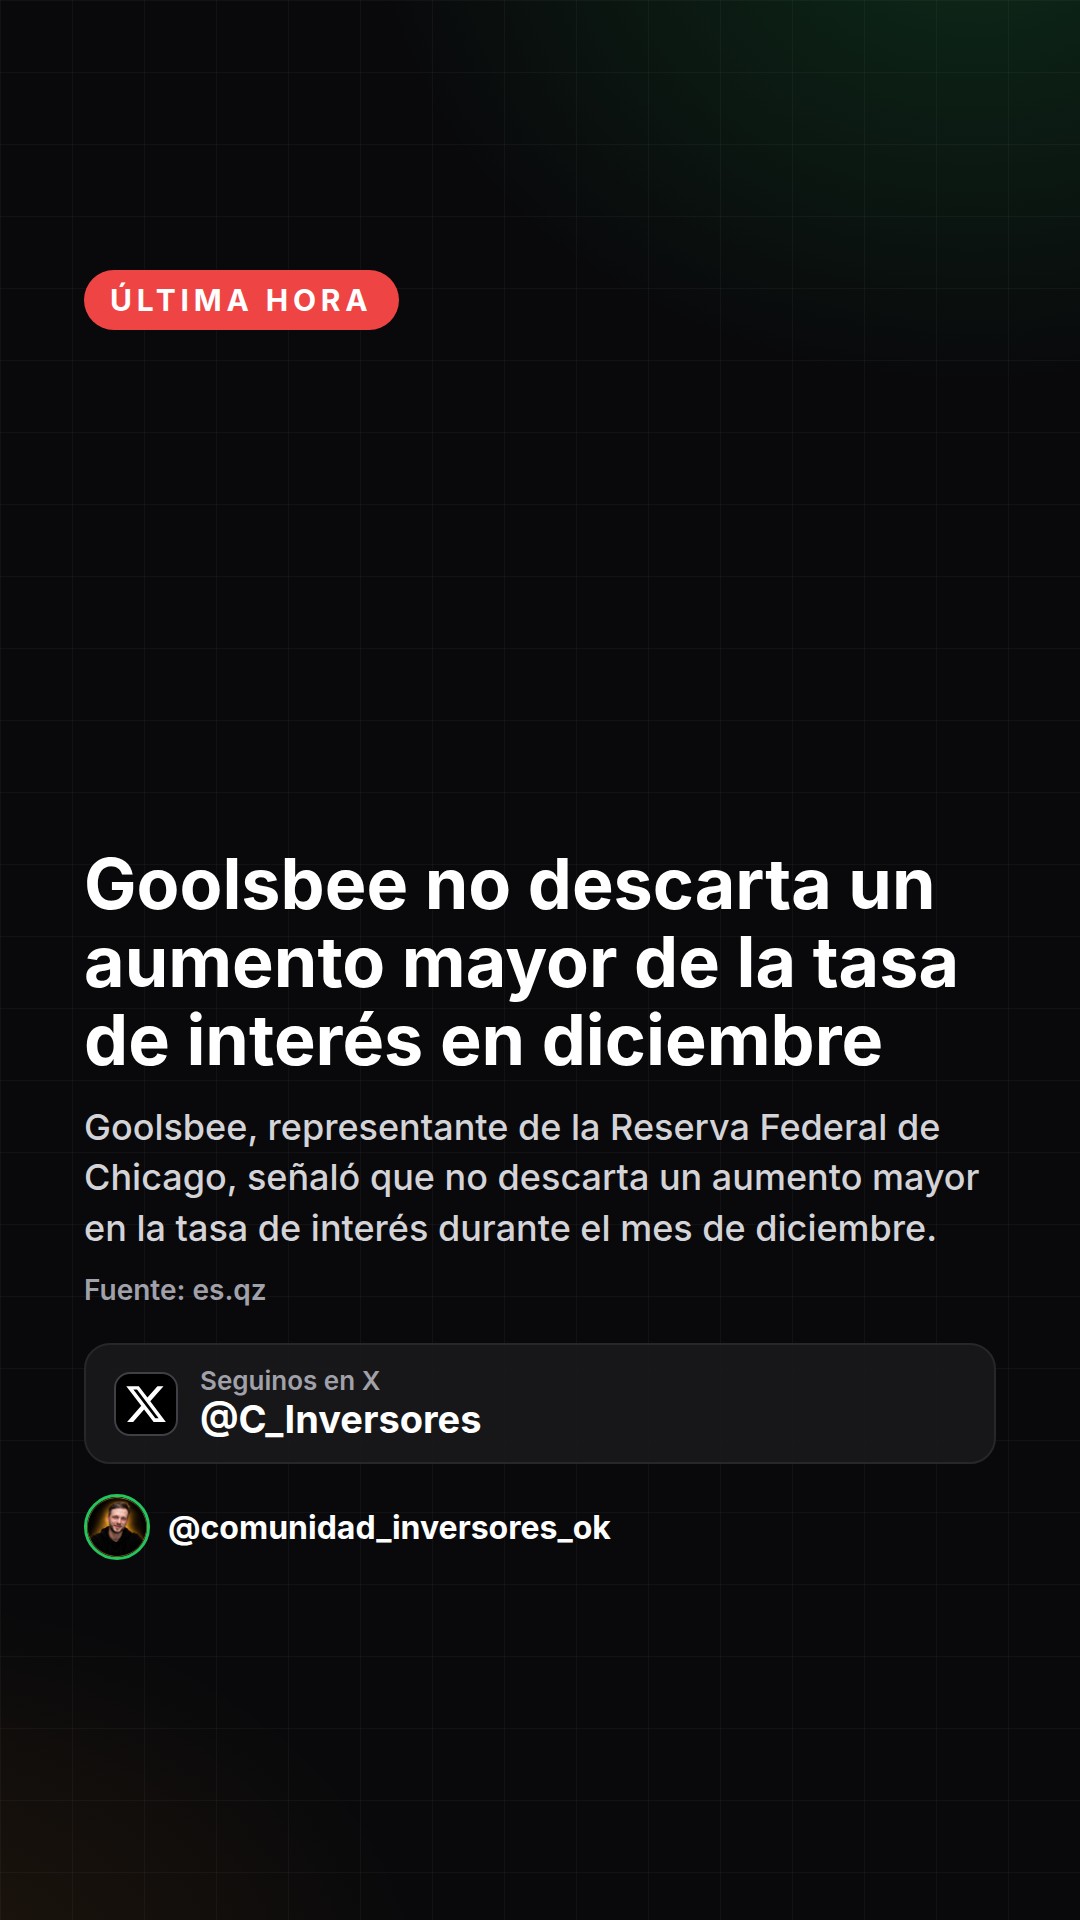 ÚLTIMA HORA
Goolsbee no descarta un
aumento mayor de la tasa
de interés en diciembre
Goolsbee, representante de la Reserva Federal de
Chicago, señaló que no descarta un aumento mayor
en la tasa de interés durante el mes de diciembre.
Fuente: es.qz
Seguinos en X
@C_Inversores
@comunidad_inversores_ok